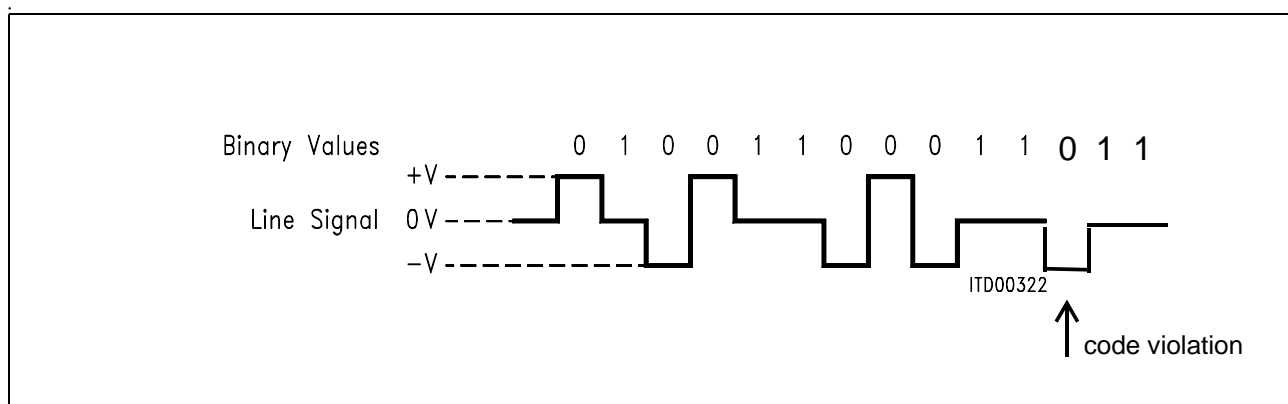 Binary Values 0 1 0 0 1 1 0 0 0 1 1 0 1 1
+V
Line Signal 0V
-V
ITD00322
code violation